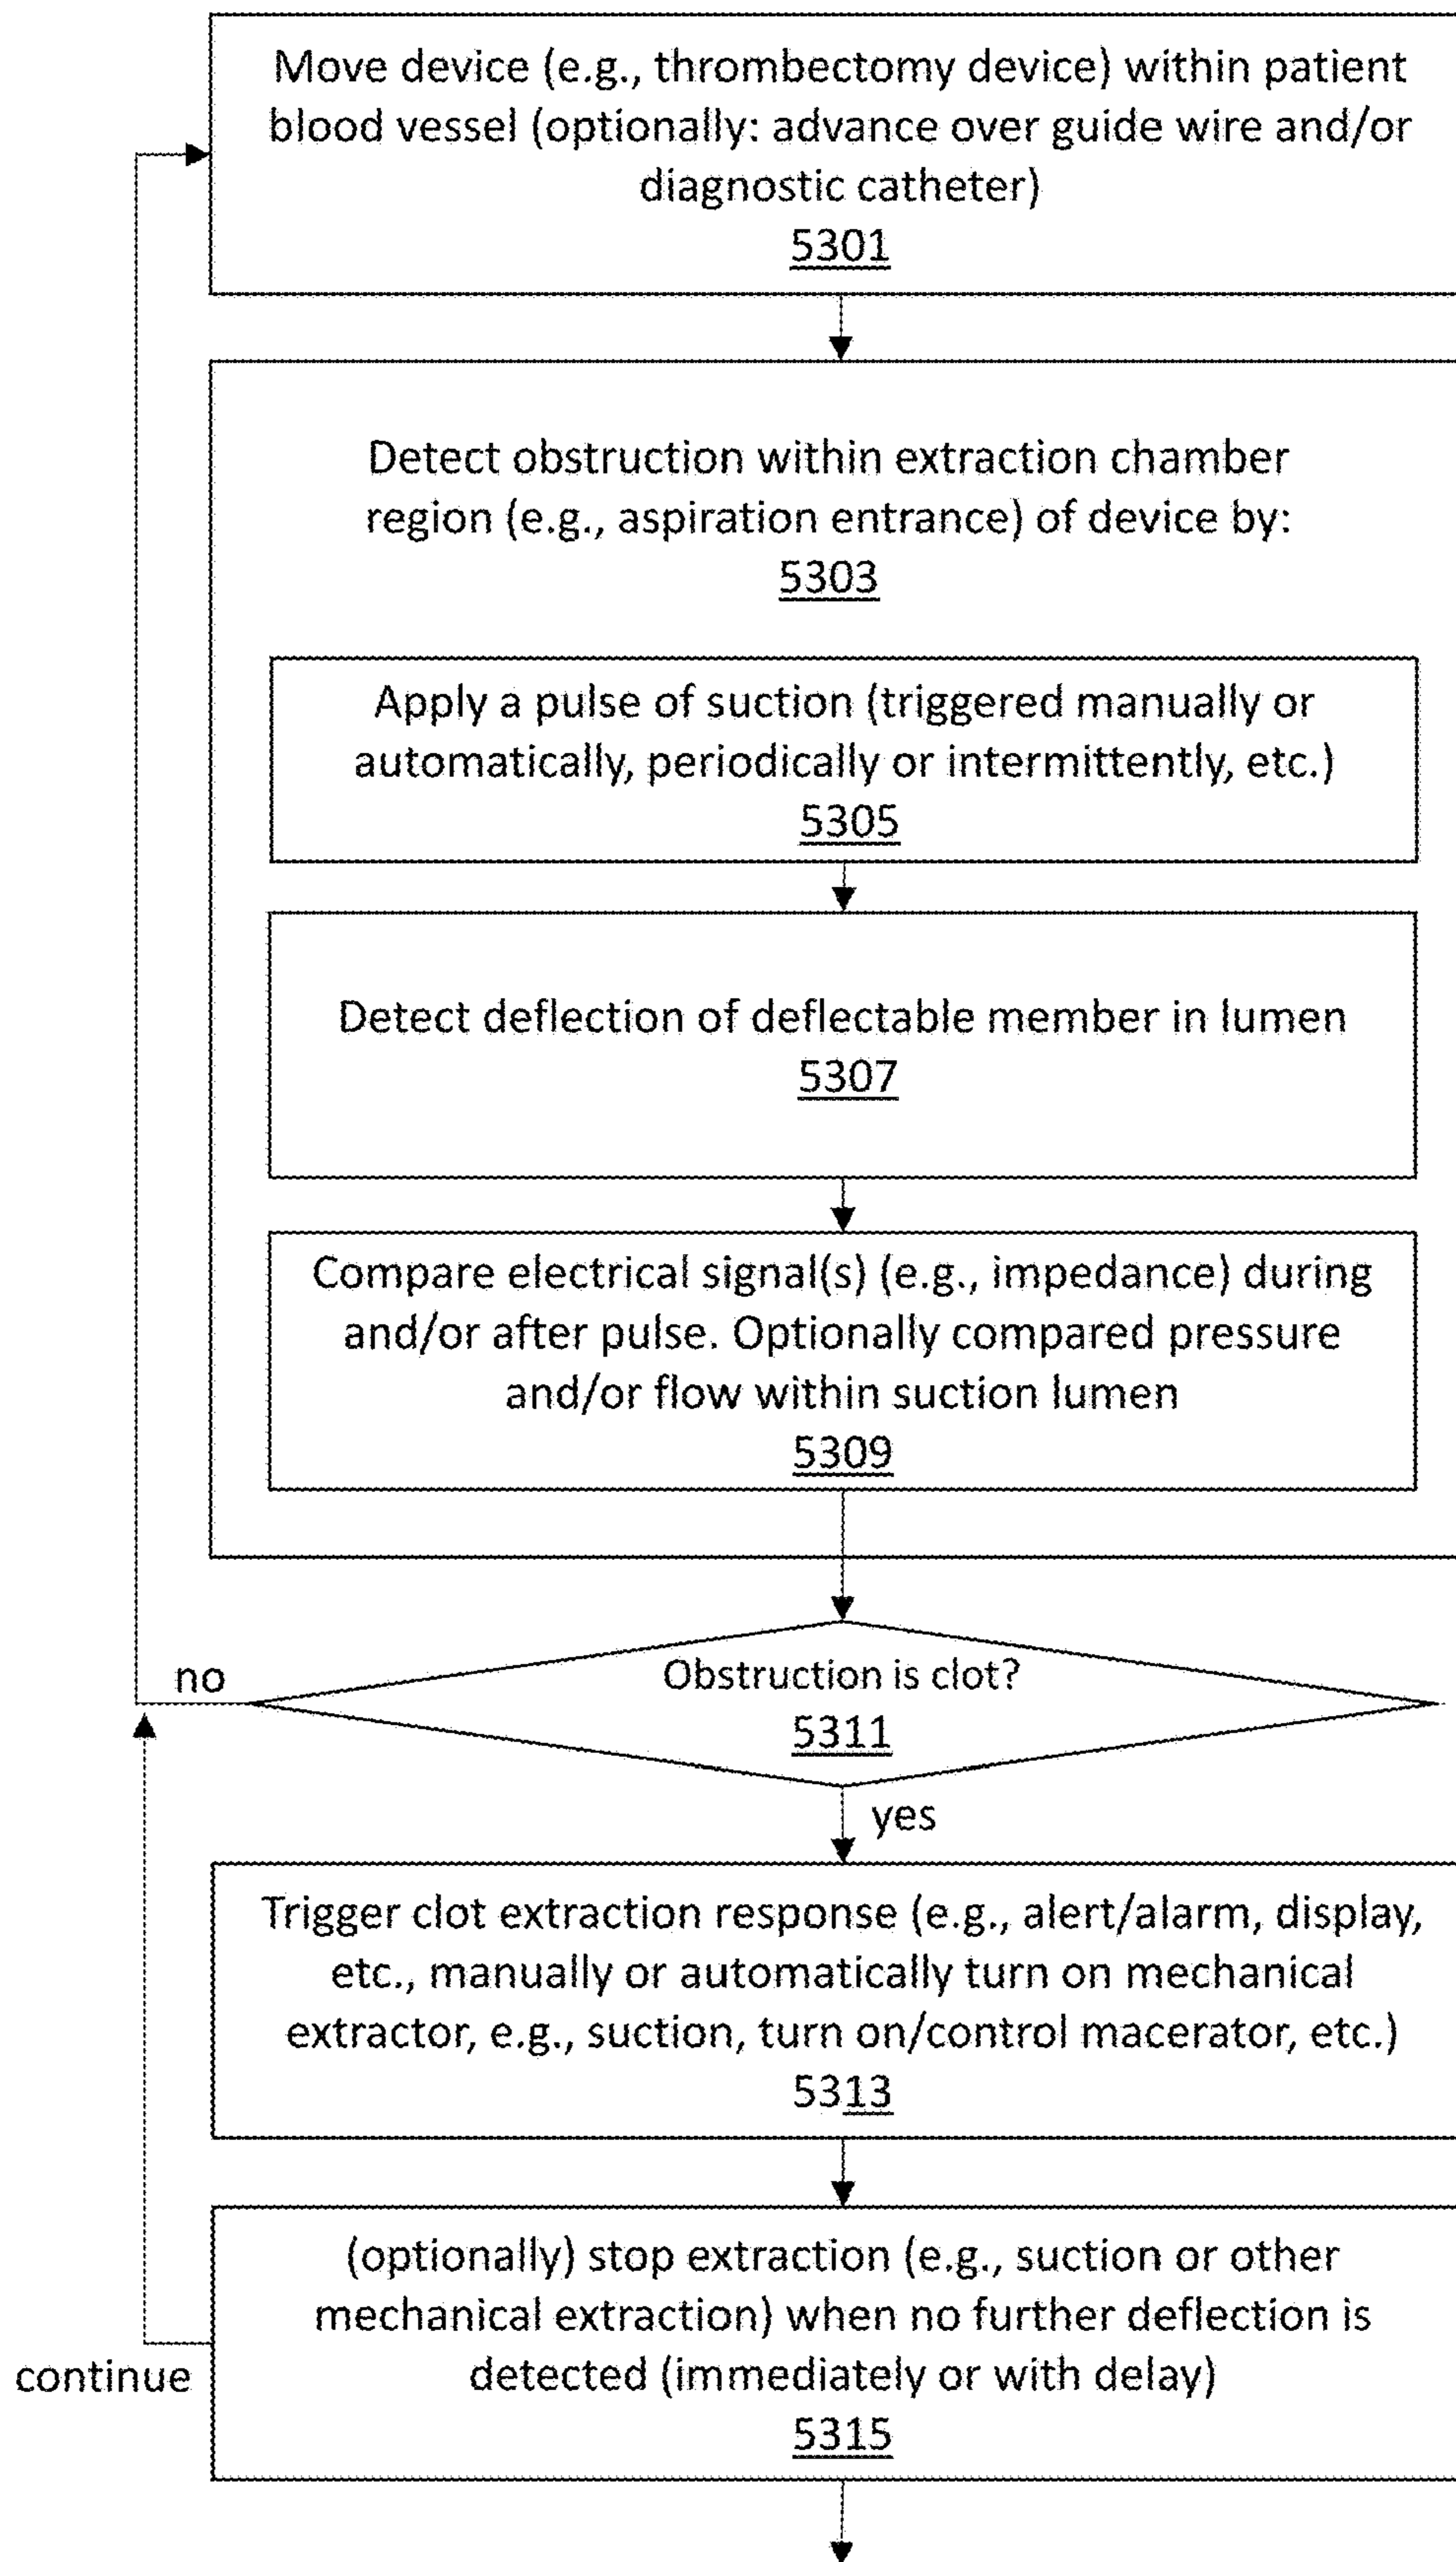 Move device (e.g., thrombectomy device) within patient
blood vessel (optionally: advance over guide wire and/or
diagnostic catheter)
5301
Detect obstruction within extraction chamber
region (e.g., aspiration entrance) of device by:
5303
Apply a pulse of suction (triggered manually or
automatically, periodically or intermittently, etc.)
5305
Detect deflection of deflectable member in lumen
5307
Compare electrical signal(s) (e.g., impedance) during
and/or after pulse. Optionally compared pressure
and/or flow within suction lumen
5309
no
Obstruction is clot?
5311
yes
Trigger clot extraction response (e.g., alert/alarm, display,
etc., manually or automatically turn on mechanical
extractor, e.g., suction, turn on/control macerator, etc.)
5313
(optionally) stop extraction (e.g., suction or other
mechanical extraction) when no further deflection is
detected (immediately or with delay)
5315
continue